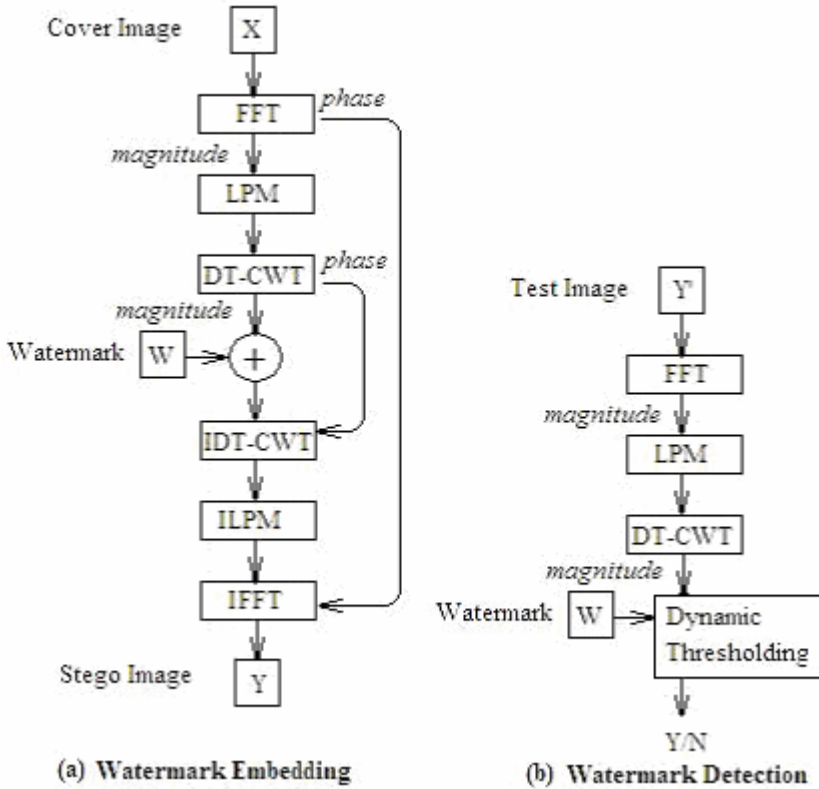 Cover Image X
FFT
phase
magnitude
LPM
DT-CWT
phase
magnitude
Watermark W +
IDT-CWT
ILPM
IFFT
Stego Image Y
(a) Watermark Embedding
Test Image Y'
FFT
magnitude
LPM
DT-CWT
magnitude
Watermark W
Dynamic
Thresholding
Y/N
(b) Watermark Detection